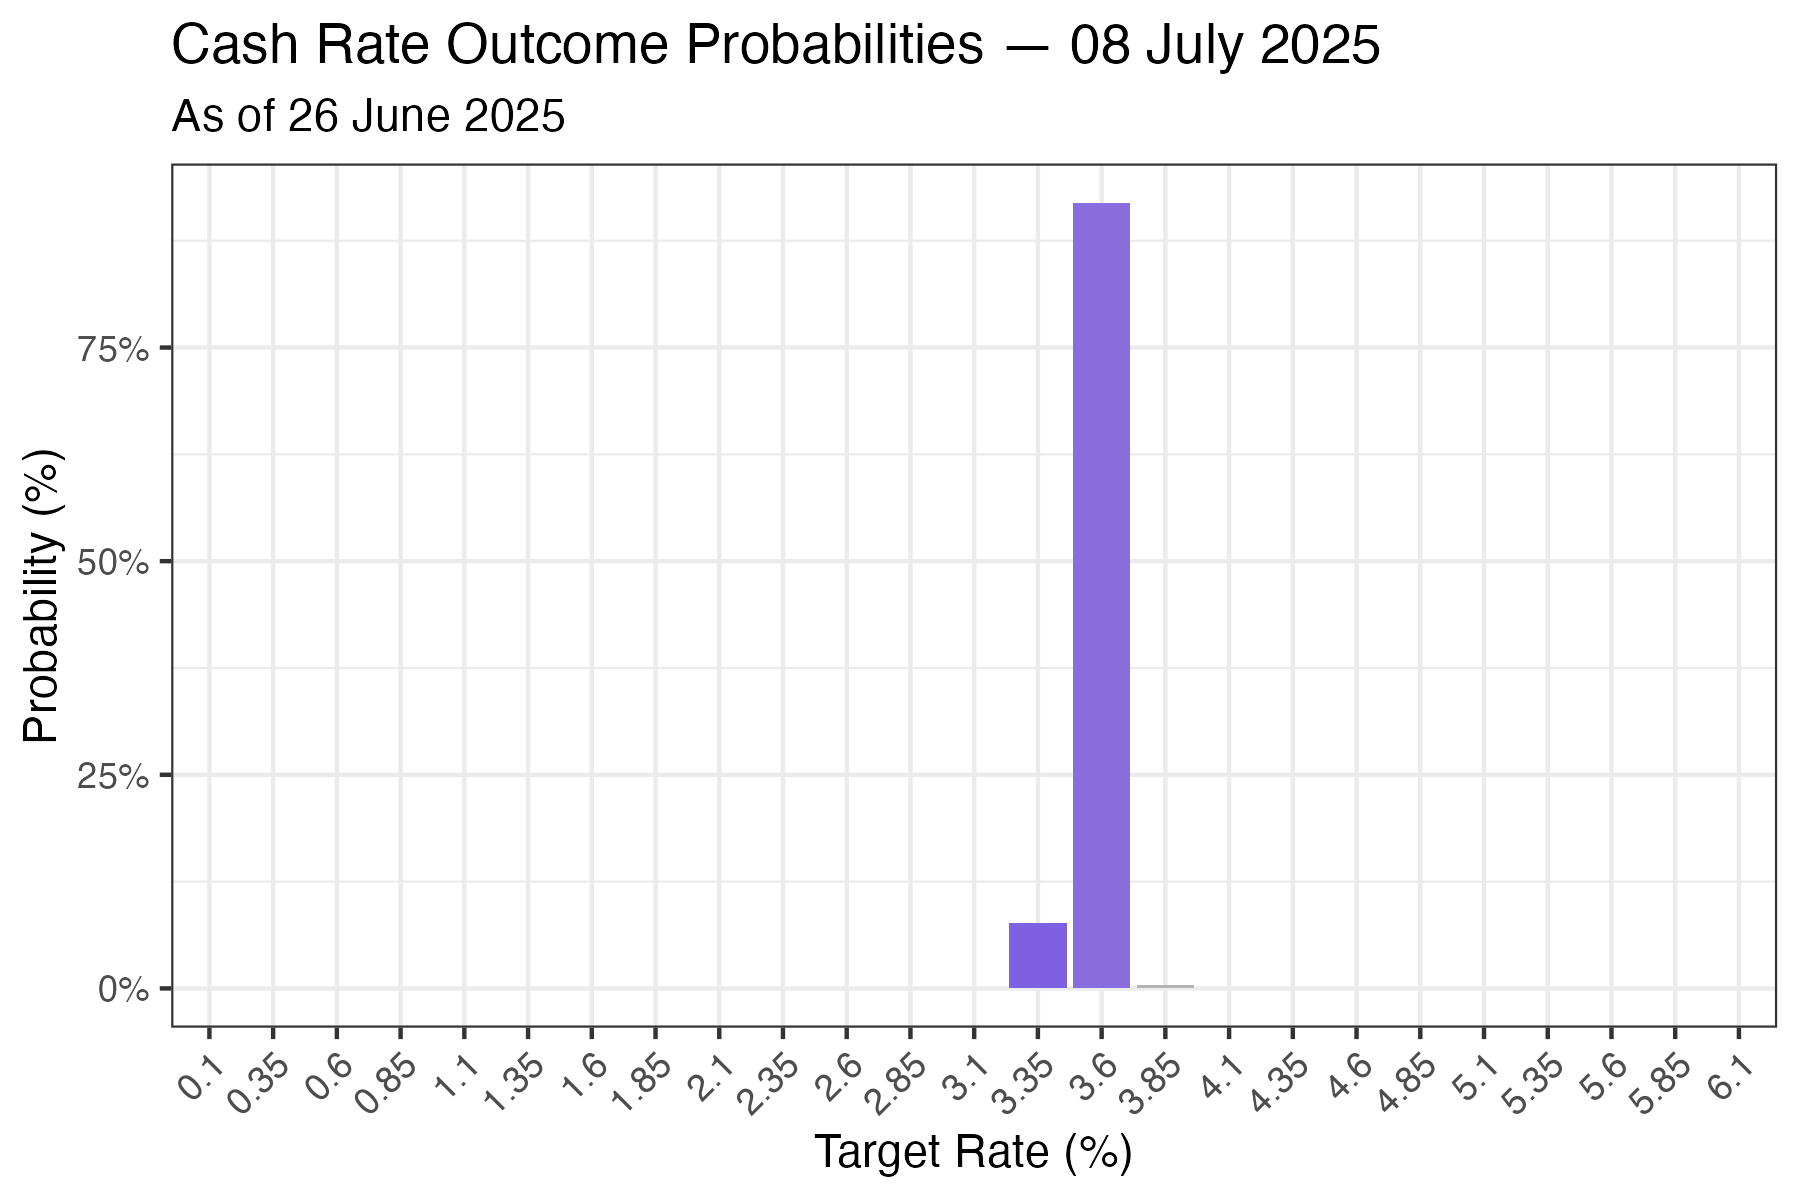 Cash Rate Outcome Probabilities — 08 July 2025
As of 26 June 2025
Probability (%)
75%
50%
25%
0%
0.1 0.35 0.6 0.85 1.1 1.35 1.6 1.85 2.1 2.35 2.6 2.85 3.1 3.35 3.6 3.85 4.1 4.35 4.6 4.85 5.1 5.35 5.6 5.85 6.1
Target Rate (%)